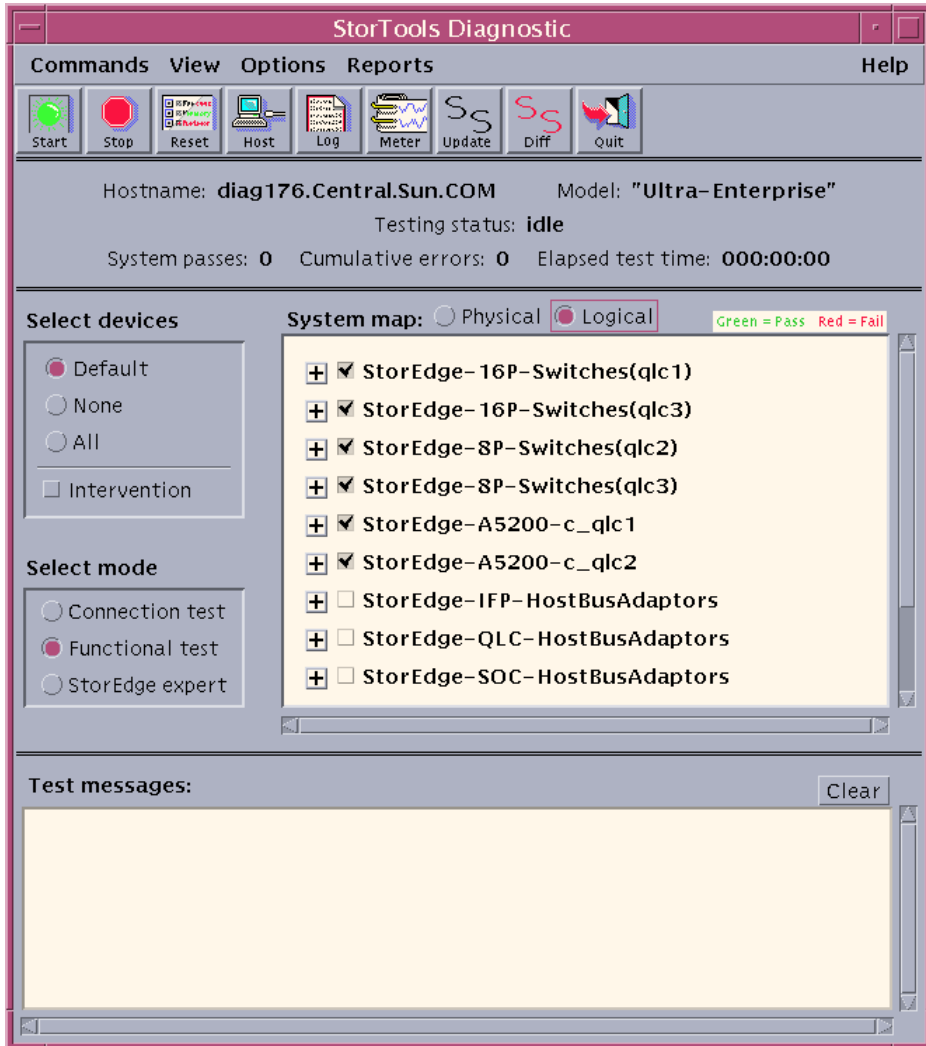 StorTools Diagnostic
Commands View Options Reports Help
Start Stop Reset Host Log Meter Update Diff Quit
Hostname: diag176.Central.Sun.COM Model: "Ultra-Enterprise"
Testing status: idle
System passes: 0 Cumulative errors: 0 Elapsed test time: 000:00:00
Select devices
Default
None
All
Intervention
Select mode
Connection test
Functional test
StorEdge expert
System map: Physical Logical Green = Pass Red = Fail
StorEdge-16P-Switches(qlc1)
StorEdge-16P-Switches(qlc3)
StorEdge-8P-Switches(qlc2)
StorEdge-8P-Switches(qlc3)
StorEdge-A5200-c_qlc1
StorEdge-A5200-c_qlc2
StorEdge-IFP-HostBusAdaptors
StorEdge-QLC-HostBusAdaptors
StorEdge-SOC-HostBusAdaptors
Test messages: Clear